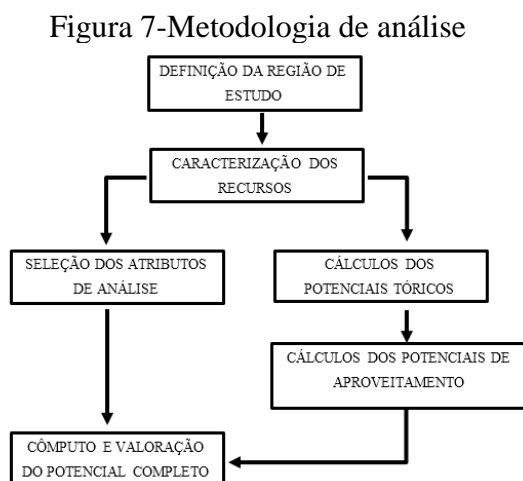 Figura 7-Metodologia de análise
DEFINIÇÃO DA REGIÃO DE
ESTUDO
CARACTERIZAÇÃO DOS
RECURSOS
SELEÇÃO DOS ATRIBUTOS
DE ANÁLISE
CÁLCULOS DOS
POTENCIAIS TÓRICOS
CÁLCULOS DOS POTENCIAIS DE
APROVEITAMENTO
CÔMPUTO E VALORAÇÃO
DO POTENCIAL COMPLETO